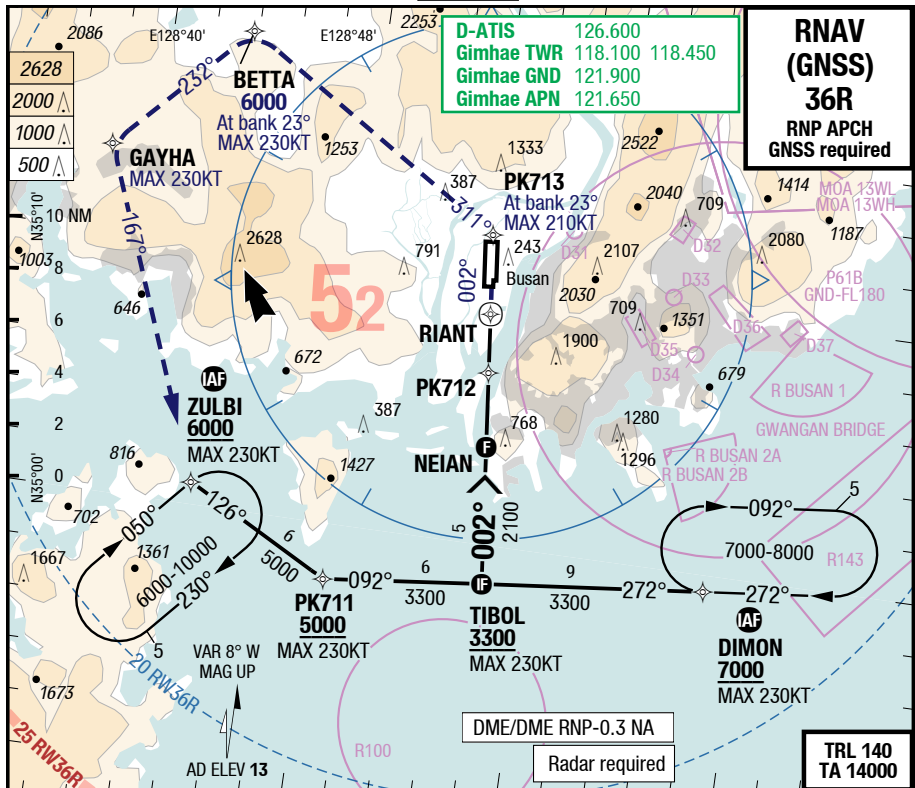 RNAV
(GNSS)
36R
RNP APCH
GNSS required
D-ATIS 126.600
Gimhae TWR 118.100 118.450
Gimhae GND 121.900
Gimhae APN 121.650
2628
2000
1000
500
2086
E128°40'
E128°48'
2253
232°
BETTA
6000
At bank 23°
MAX 230KT
GAYHA
MAX 230KT
1253
1333
387
311°
PK713
At bank 23°
MAX 210KT
2522
2040
709
1414
MOA 13WL
MOA 13WH
1187
N35°10'
10 NM
8
6
4
2
0
1003
167°
2628
791
243
Busan
002°
D31
2107
2030
D32
D33
2080
P61B
GND-FL180
646
52
RIANT
709
1351
D36
D37
D35
D34
1900
672
PK712
679
R BUSAN 1
IAF
ZULBI
6000
MAX 230KT
387
768
1280
1296
GWANGAN BRIDGE
R BUSAN 2A
R BUSAN 2B
F
NEIAN
816
1427
N35°00'
702
050°
126°
6
5000
1667
1361
6000-10000
230°
5
5
002°
2100
092°
5
7000-8000
R143
092°
6
3300
IF
9
3300
272°
272°
PK711
5000
MAX 230KT
TIBOL
3300
MAX 230KT
IAF
DIMON
7000
MAX 230KT
VAR 8° W
MAG UP
20 RW36R
1673
25 RW36R
AD ELEV 13
R100
DME/DME RNP-0.3 NA
Radar required
TRL 140
TA 14000